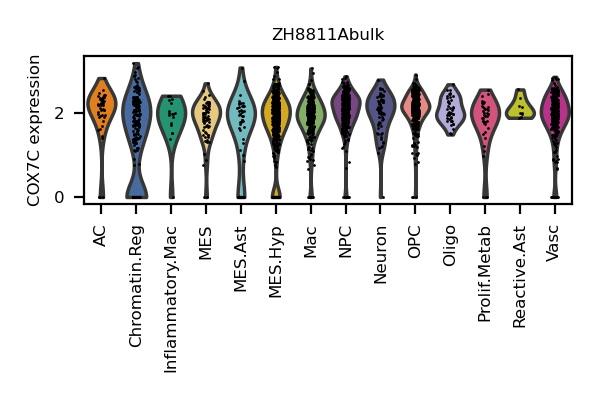 ZH8811Abulk
COX7C expression
2
0
AC
Chromatin.Reg
Inflammatory.Mac
MES
MES.Ast
MES.Hyp
Mac
NPC
Neuron
OPC
Oligo
Prolif.Metab
Reactive.Ast
Vasc